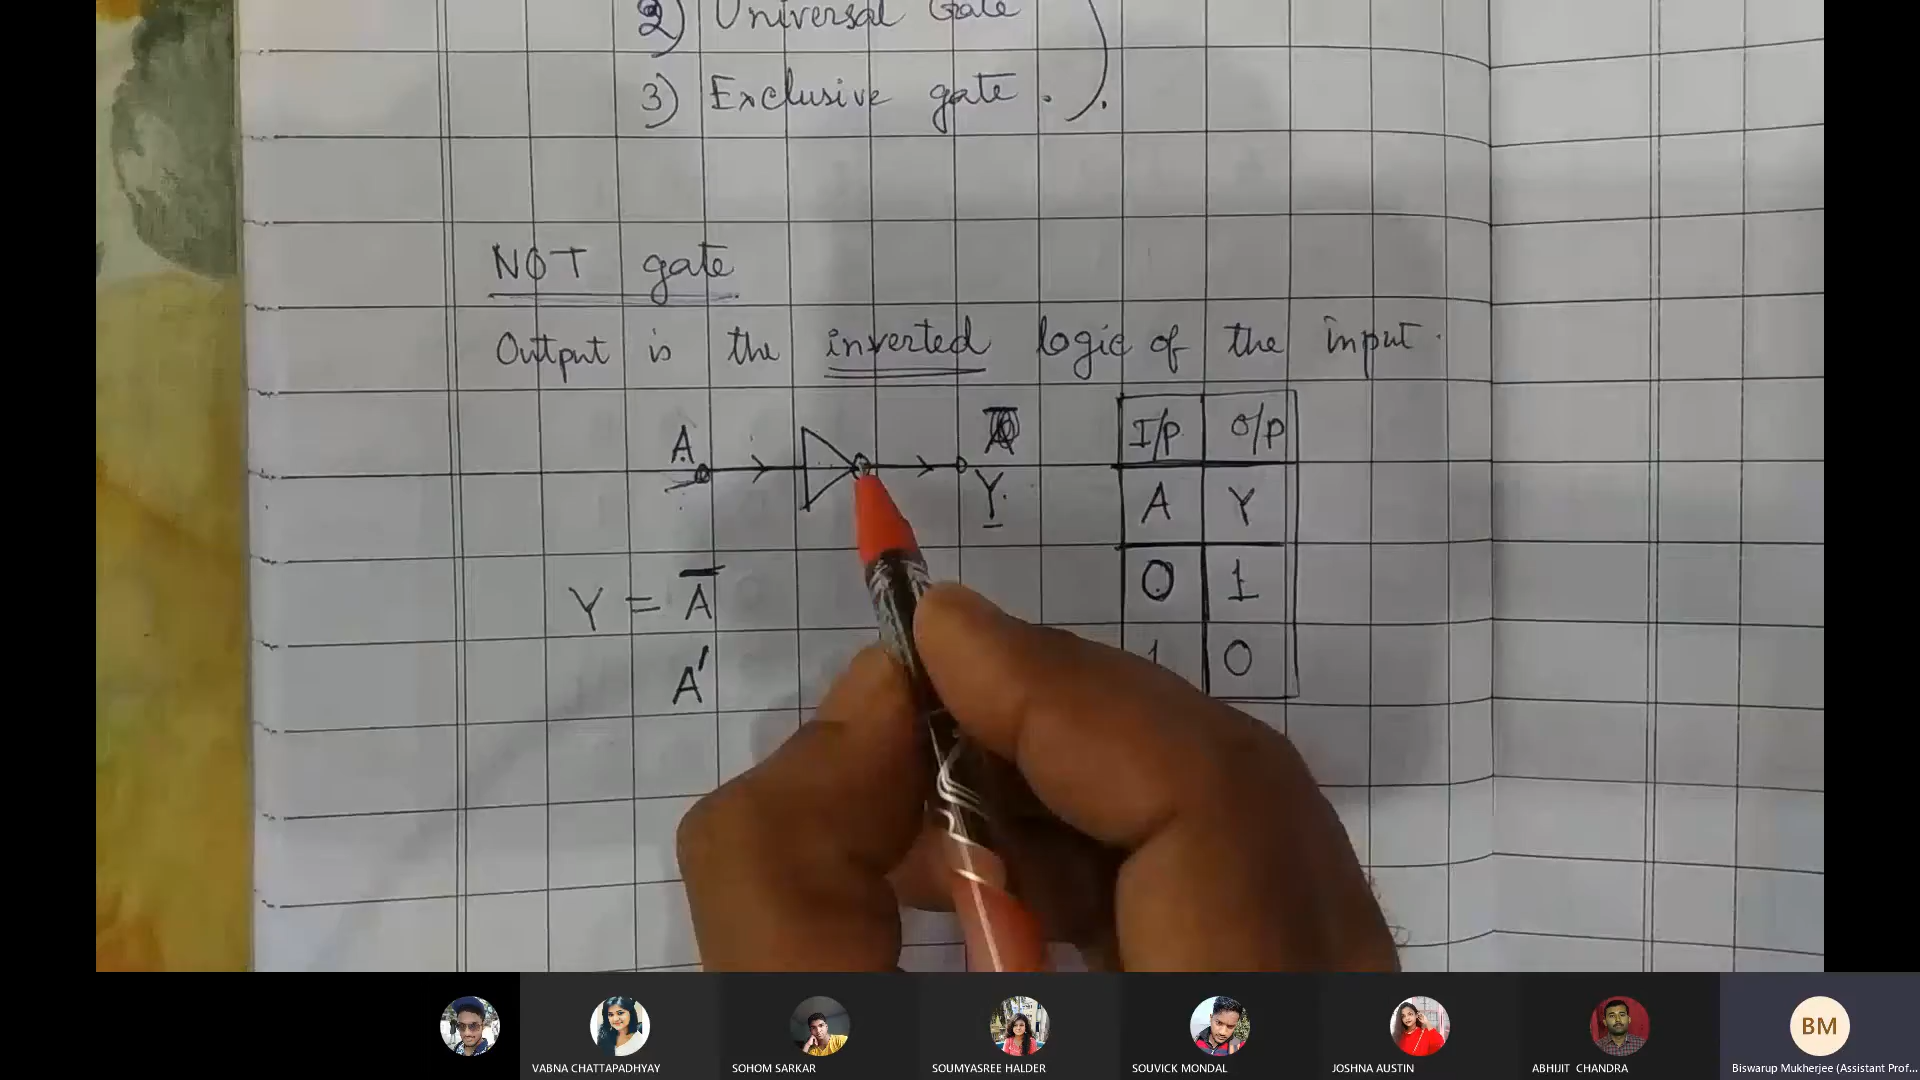 2) Universal Gate
3) Exclusive gate .
NOT gate
Output is the inverted logic of the input.
A
Y
I/P O/P
A Y
0 1
1 0
Y = A̅
A'
VABNA CHATTAPADHYAY
SOHOM SARKAR
SOUMYASREE HALDER
SOUVICK MONDAL
JOSHNA AUSTIN
ABHIJIT CHANDRA
BM
Biswarup Mukherjee (Assistant Prof...